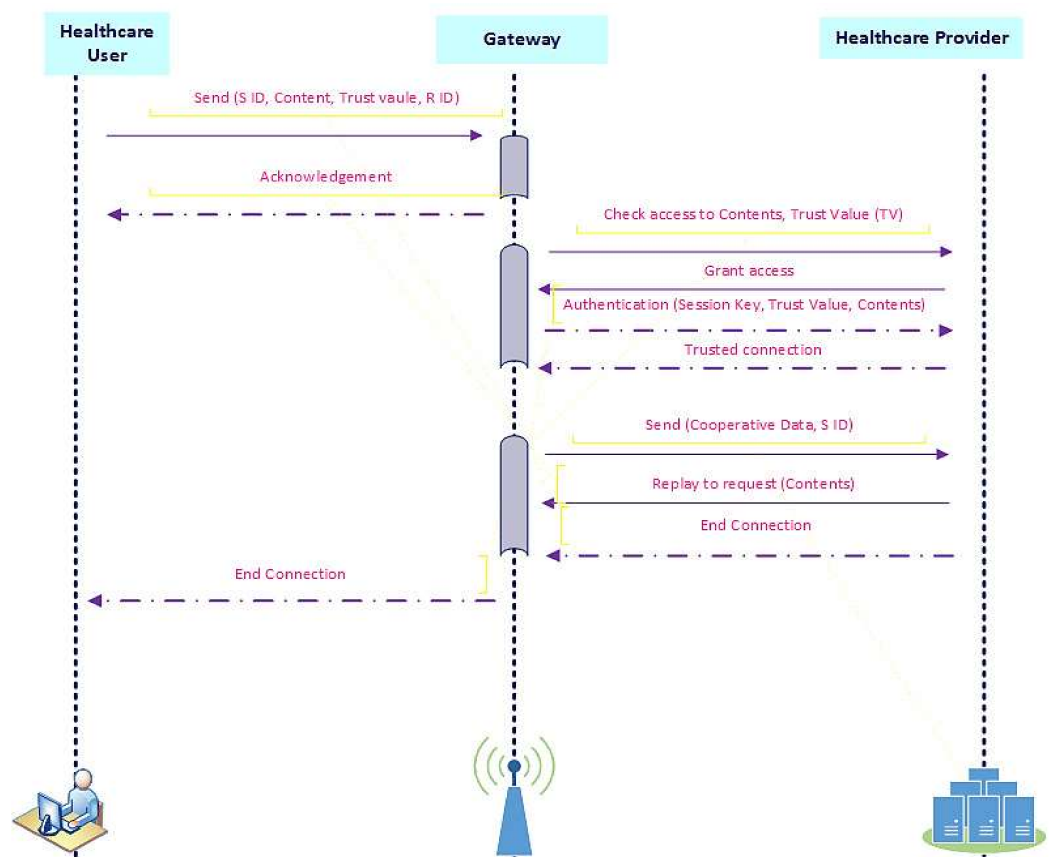 Healthcare
User
Gateway
Healthcare Provider
Send (S ID, Content, Trust vaule, R ID)
Acknowledgement
Check access to Contents, Trust Value (TV)
Grant access
Authentication (Session Key, Trust Value, Contents)
Trusted connection
Send (Cooperative Data, S ID)
Replay to request (Contents)
End Connection
End Connection